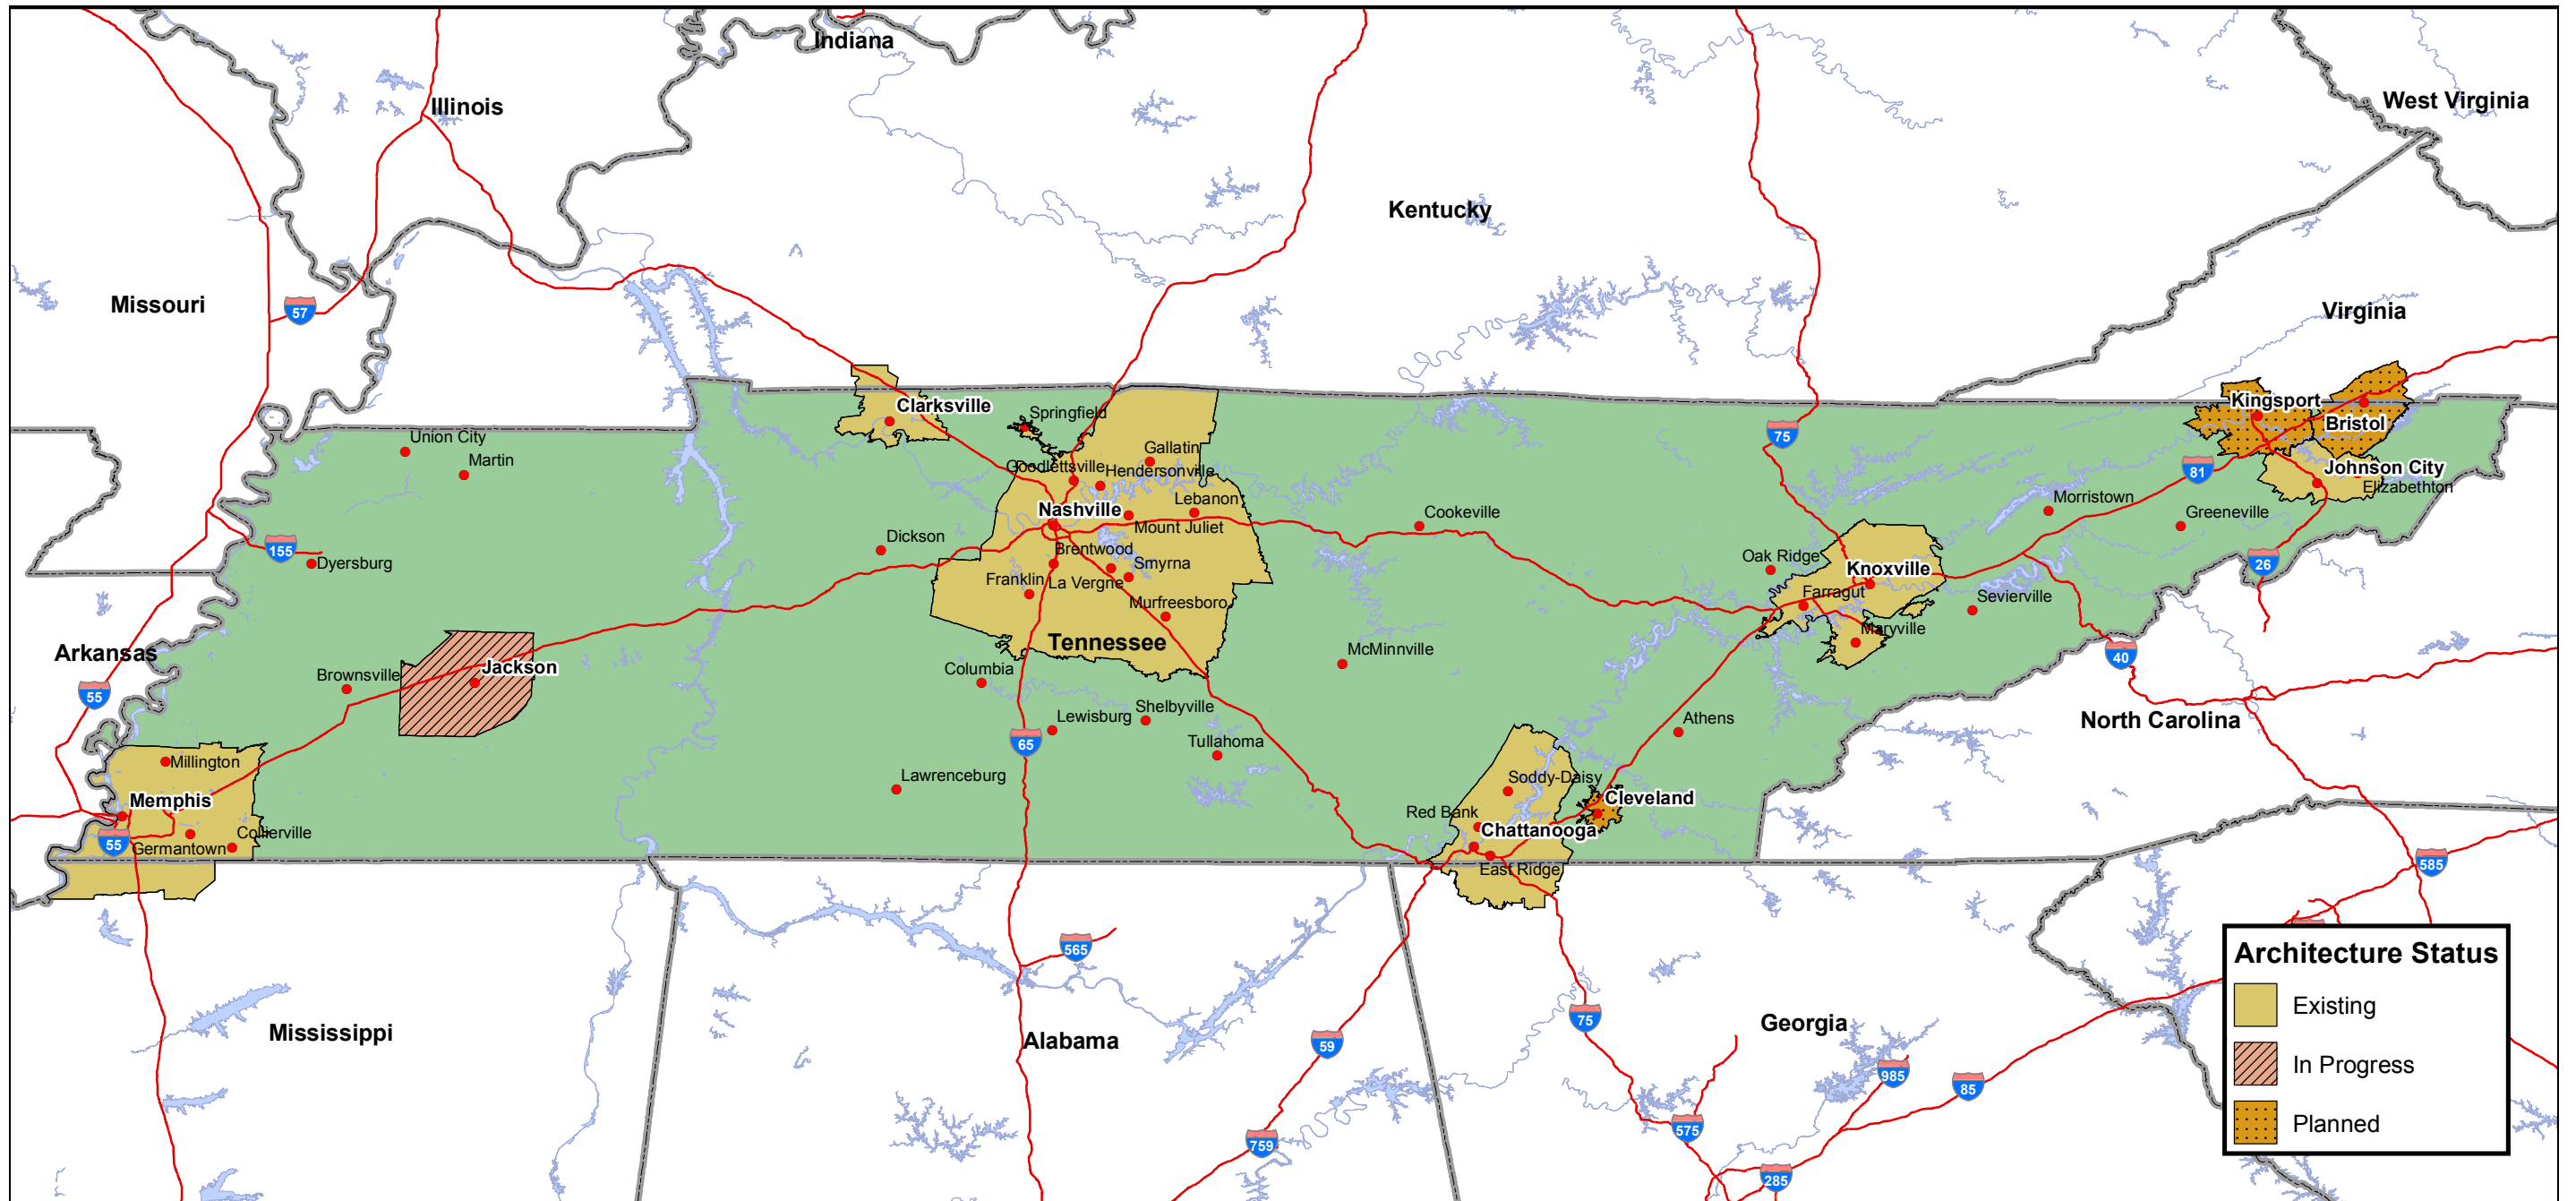 Indiana
Illinois
West Virginia
Kentucky
Missouri
57
Virginia
Kingsport
Bristol
Clarksville
Springfield
Union City
Martin
75
Gallatin
Goodlettsville
Hendersonville
81
Johnson City
Elizabethton
Lebanon
Morristown
Nashville
Mount Juliet
Cookeville
Greeneville
155
Dyersburg
Dickson
Brentwood
Smyrna
Oak Ridge
Knoxville
26
Franklin
La Vergne
Farragut
Sevierville
Murfreesboro
Maryville
Tennessee
McMinnville
Arkansas
40
Jackson
Brownsville
Columbia
55
Shelbyville
Lewisburg
Athens
North Carolina
65
Tullahoma
Millington
Lawrenceburg
Soddy-Daisy
Cleveland
Memphis
Red Bank
Chattanooga
Collierville
55
Germantown
East Ridge
585
565
Mississippi
Alabama
59
75
Georgia
985
85
575
759
285
Architecture Status
Existing
In Progress
Planned